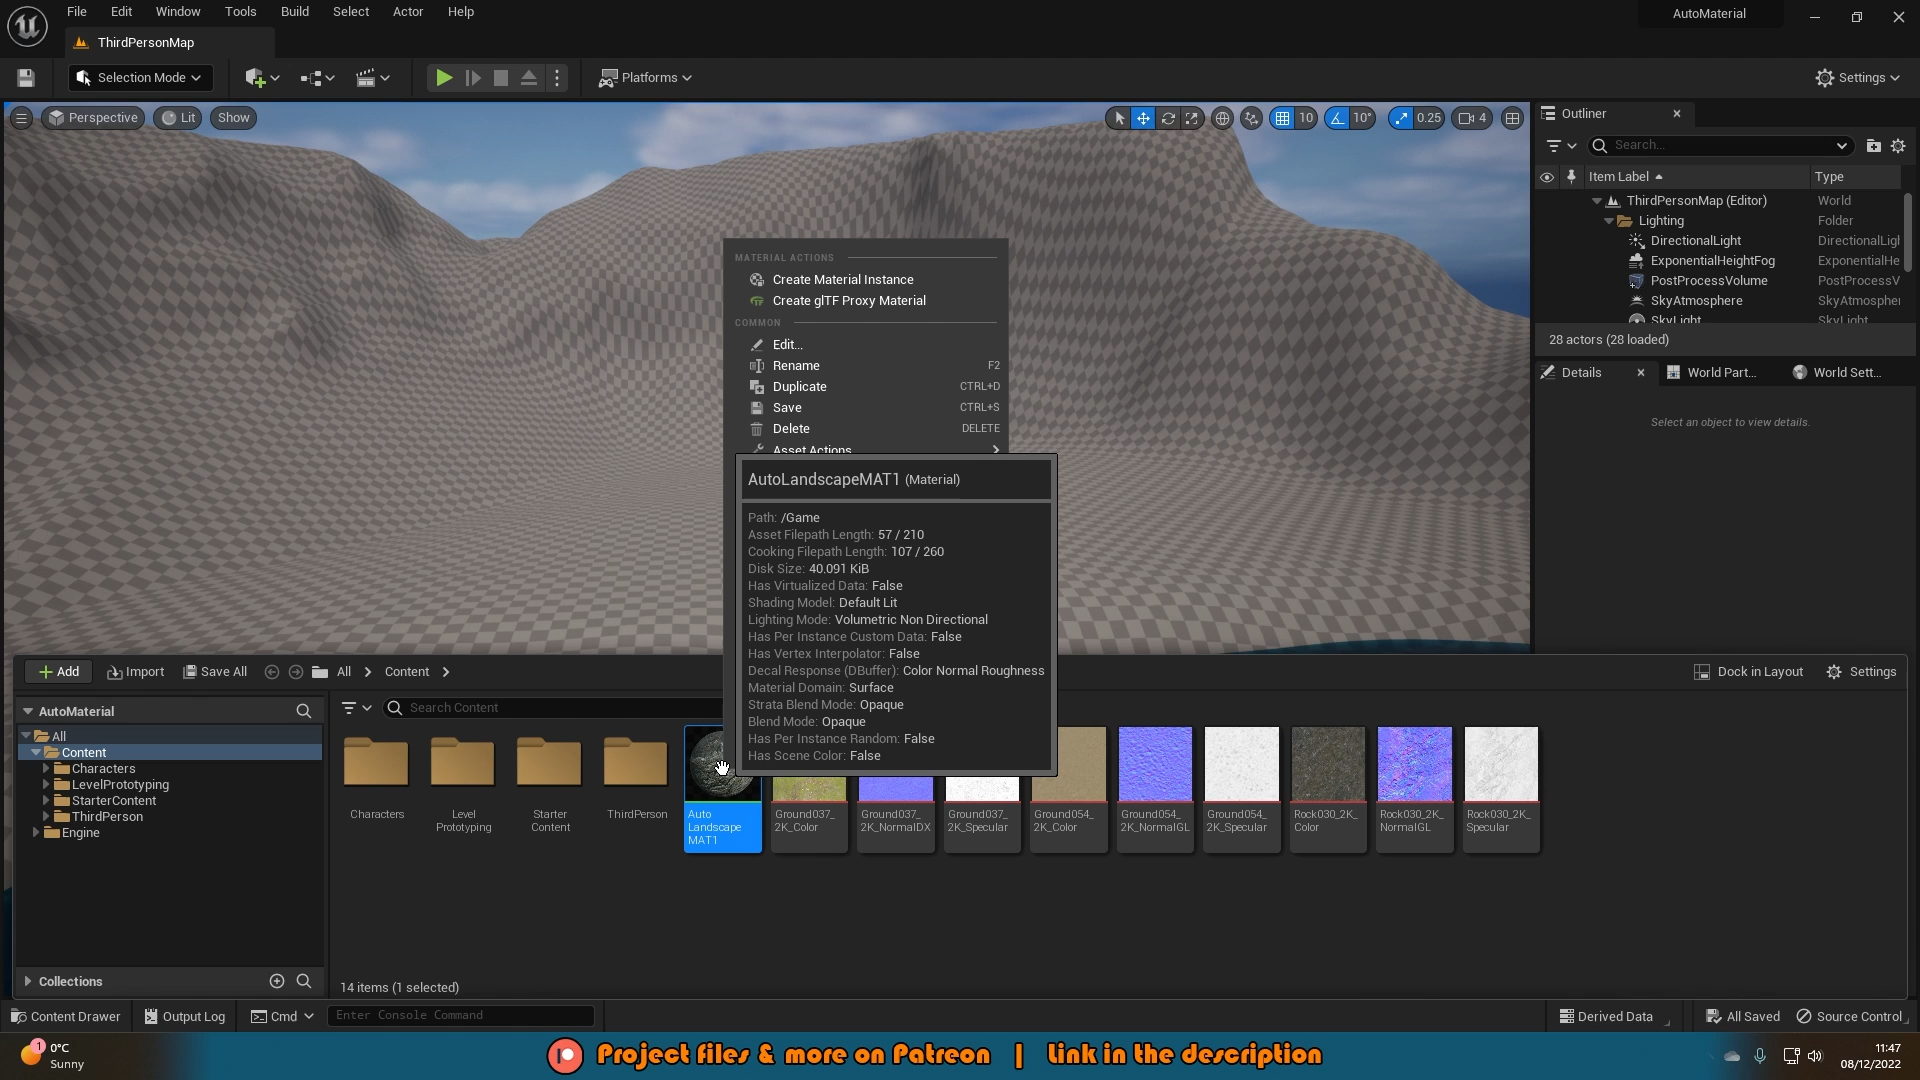 File Edit Window Tools Build Select Actor Help
AutoMaterial
ThirdPersonMap
Selection Mode
Platforms
Settings
Perspective
Lit
Show
10
10°
0.25
4
Outliner
Search...
Item Label
Type
ThirdPersonMap (Editor) World
Lighting Folder
DirectionalLight DirectionalLigl
ExponentialHeightFog ExponentialHe
PostProcessVolume PostProcessV
SkyAtmosphere SkyAtmospher
SkyLight SkyLight
28 actors (28 loaded)
Details
World Part...
World Sett...
Select an object to view details.
MATERIAL ACTIONS
Create Material Instance
Create glTF Proxy Material
COMMON
Edit...
Rename F2
Duplicate CTRL+D
Save CTRL+S
Delete DELETE
Asset Actions
AutoLandscapeMAT1 (Material)
Path: /Game
Asset Filepath Length: 57 / 210
Cooking Filepath Length: 107 / 260
Disk Size: 40.091 KiB
Has Virtualized Data: False
Shading Model: Default Lit
Lighting Mode: Volumetric Non Directional
Has Per Instance Custom Data: False
Has Vertex Interpolator: False
Decal Response (DBuffer): Color Normal Roughness
Material Domain: Surface
Strata Blend Mode: Opaque
Blend Mode: Opaque
Has Per Instance Random: False
Has Scene Color: False
Add
Import
Save All
All
Content
Dock in Layout
Settings
AutoMaterial
All
Content
Characters
LevelPrototyping
StarterContent
ThirdPerson
Engine
Collections
Search Content
Characters
Level
Prototyping
Starter
Content
ThirdPerson
Auto
Landscape
MAT1
Ground037_
2K_Color
Ground037_
2K_NormalDX
Ground037_
2K_Specular
Ground054_
2K_Color
Ground054_
2K_NormalGL
Ground054_
2K_Specular
Rock030_2K_
Color
Rock030_2K_
NormalGL
Rock030_2K_
Specular
14 items (1 selected)
Content Drawer
Output Log
Cmd
Enter Console Command
Derived Data
All Saved
Source Control
1
0°C
Sunny
Project files & more on Patreon | Link in the description
11:47
08/12/2022